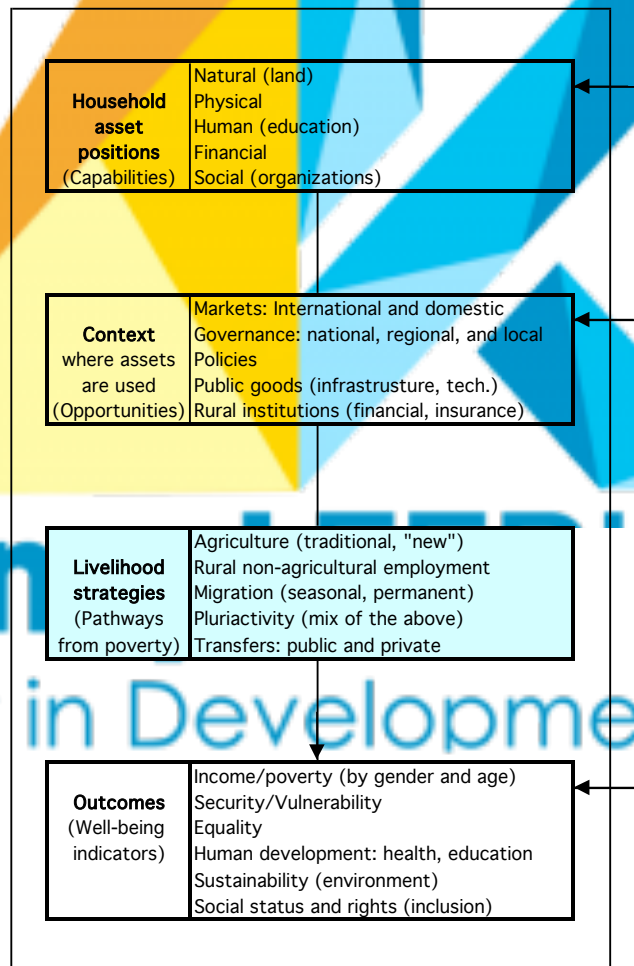 Household
asset
positions
(Capabilities)
Natural (land)
Physical
Human (education)
Financial
Social (organizations)
Context
where assets
are used
(Opportunities)
Markets: International and domestic
Governance: national, regional, and local
Policies
Public goods (infrastrusture, tech.)
Rural institutions (financial, insurance)
Livelihood
strategies
(Pathways
from poverty)
Agriculture (traditional, "new")
Rural non-agricultural employment
Migration (seasonal, permanent)
Pluriactivity (mix of the above)
Transfers: public and private
in Developme
Outcomes
(Well-being
indicators)
Income/poverty (by gender and age)
Security/Vulnerability
Equality
Human development: health, education
Sustainability (environment)
Social status and rights (inclusion)